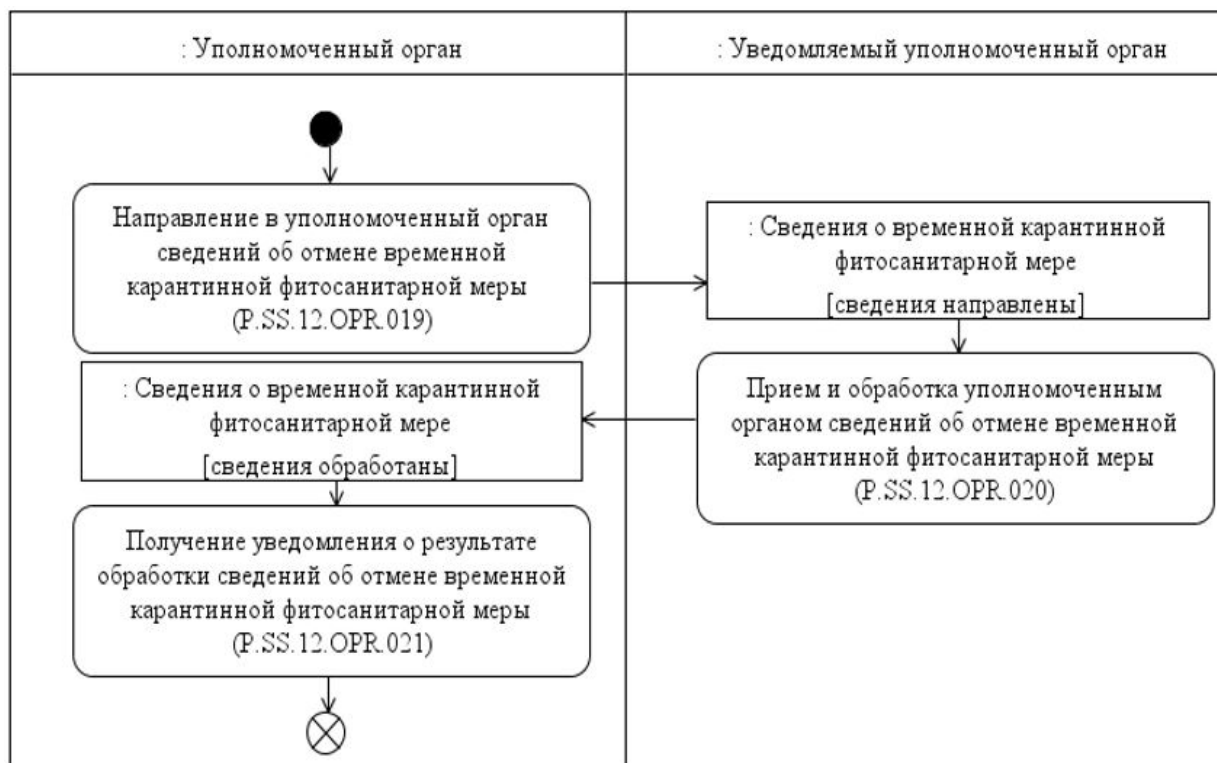 : Уполномоченный орган
: Уведомляемый уполномоченный орган
Направление в уполномоченный орган
сведений об отмене временной
карантинной фитосанитарной меры
(P.SS.12.OPR.019)
: Сведения о временной карантинной
фитосанитарной мере
[сведения направлены]
Прием и обработка уполномоченным
органом сведений об отмене временной
карантинной фитосанитарной меры
(P.SS.12.OPR.020)
: Сведения о временной карантинной
фитосанитарной мере
[сведения обработаны]
Получение уведомления о результате
обработки сведений об отмене временной
карантинной фитосанитарной меры
(P.SS.12.OPR.021)